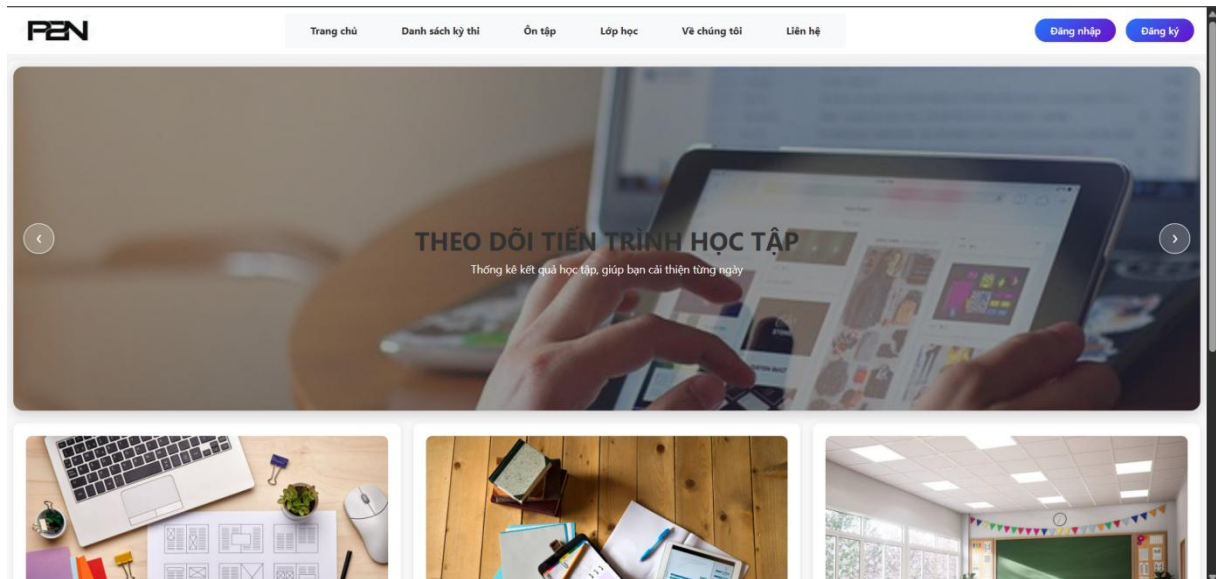 PEN
Trang chủ
Danh sách kỳ thi
Ôn tập
Lớp học
Về chúng tôi
Liên hệ
Đăng nhập
Đăng ký
THEO DÕI TIẾN TRÌNH HỌC TẬP
Thống kê kết quả học tập, giúp bạn cải thiện từng ngày